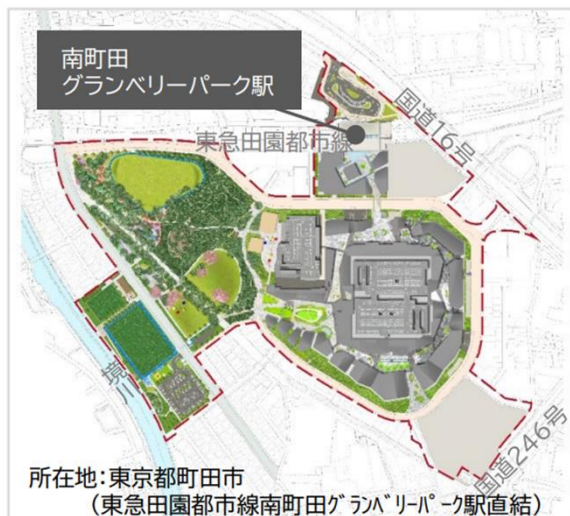 南町田
グランベリーパーク駅
国道16号
東急田園都市線
境川
国道246号
所在地：東京都町田市
（東急田園都市線南町田ｸﾞﾗﾝﾍﾞﾘｰﾊﾟｰｸ駅直結）